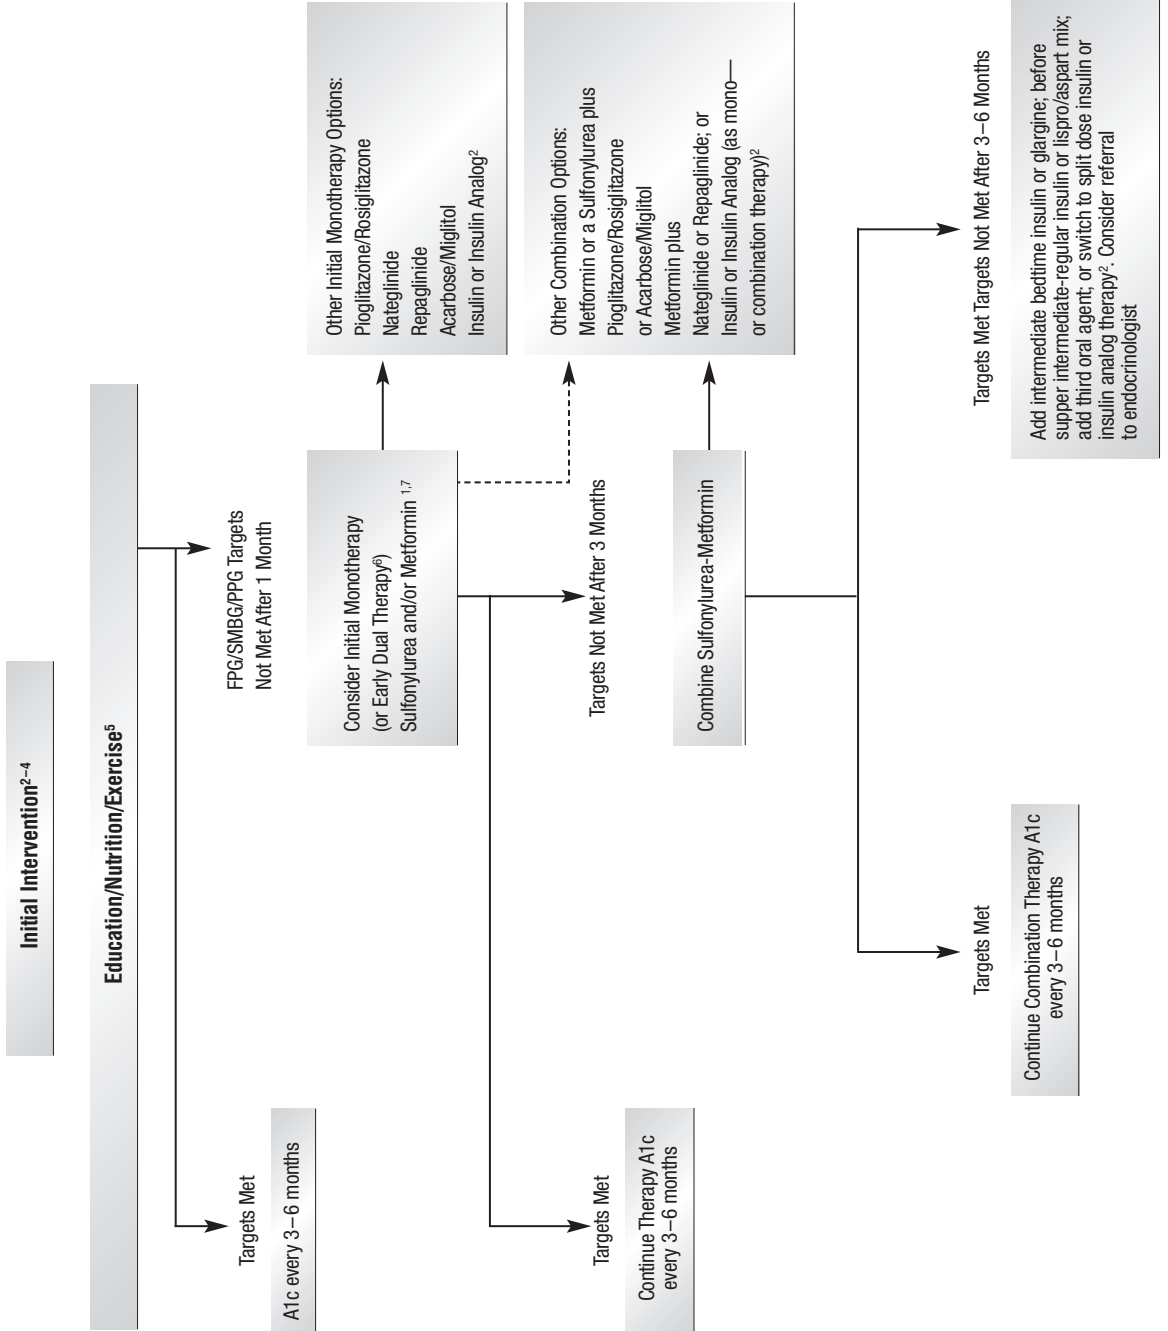 Initial Intervention2–4
Education/Nutrition/Exercise5
Targets Met
A1c every 3–6 months
FPG/SMBG/PPG Targets
Not Met After 1 Month
Consider Initial Monotherapy
(or Early Dual Therapy6)
Sulfonylurea and/or Metformin 1,7
Other Initial Monotherapy Options:
Pioglitazone/Rosiglitazone
Nateglinide
Repaglinide
Acarbose/Miglitol
Insulin or Insulin Analog2
Targets Met
Continue Therapy A1c
every 3–6 months
Targets Not Met After 3 Months
Combine Sulfonylurea-Metformin
Other Combination Options:
Metformin or a Sulfonylurea plus
Pioglitazone/Rosiglitazone
or Acarbose/Miglitol
Metformin plus
Nateglinide or Repaglinide; or
Insulin or Insulin Analog (as mono—
or combination therapy)2
Targets Met
Continue Combination Therapy A1c
every 3–6 months
Targets Met Targets Not Met After 3–6 Months
Add intermediate bedtime insulin or glargine; before
supper intermediate-regular insulin or lispro/aspart mix;
add third oral agent; or switch to split dose insulin or
insulin analog therapy2. Consider referral
to endocrinologist